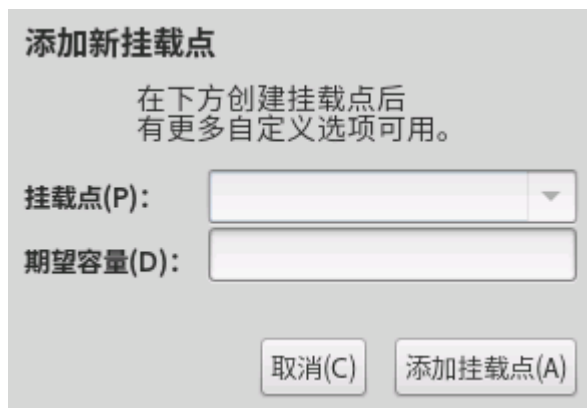 添加新挂载点
在下方创建挂载点后
有更多自定义选项可用。
挂载点(P)：
期望容量(D)：
取消(C) 添加挂载点(A)